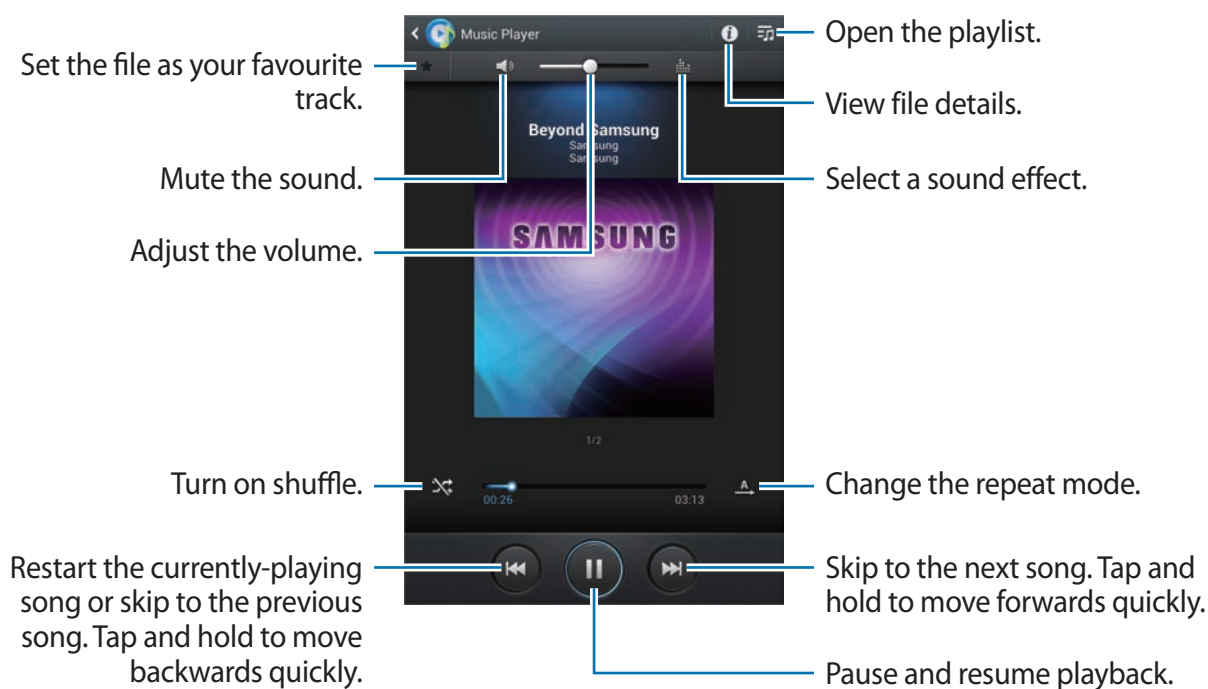 Music Player
Open the playlist.
Set the file as your favourite
track.
View file details.
Beyond Samsung
Samsung
Samsung
Mute the sound.
Select a sound effect.
SAMSUNG
Adjust the volume.
1/2
Turn on shuffle.
A
Change the repeat mode.
00:26
03:13
Restart the currently-playing
song or skip to the previous
song. Tap and hold to move
backwards quickly.
Skip to the next song. Tap and
hold to move forwards quickly.
Pause and resume playback.